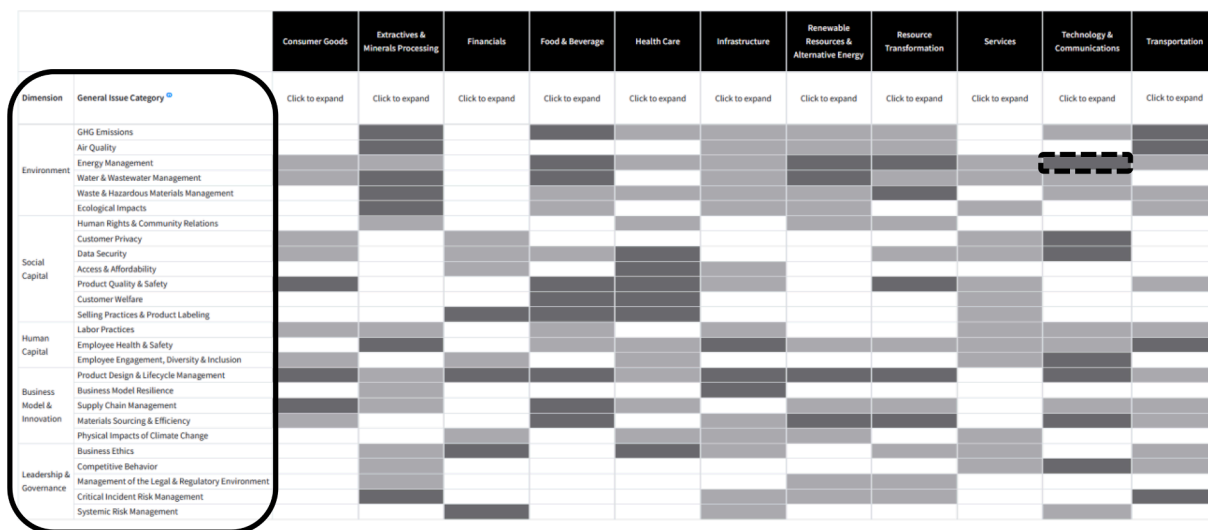 Consumer Goods
Extractives &
Minerals Processing
Financials
Food & Beverage
Health Care
Infrastructure
Renewable
Resources &
Alternative Energy
Resource
Transformation
Services
Technology &
Communications
Transportation
Dimension
General Issue Category
Click to expand
Click to expand
Click to expand
Click to expand
Click to expand
Click to expand
Click to expand
Click to expand
Click to expand
Click to expand
Click to expand
Environment
GHG Emissions
Air Quality
Energy Management
Water & Wastewater Management
Waste & Hazardous Materials Management
Ecological Impacts
Social
Capital
Human Rights & Community Relations
Customer Privacy
Data Security
Access & Affordability
Product Quality & Safety
Customer Welfare
Selling Practices & Product Labeling
Human
Capital
Labor Practices
Employee Health & Safety
Employee Engagement, Diversity & Inclusion
Business
Model &
Innovation
Product Design & Lifecycle Management
Business Model Resilience
Supply Chain Management
Materials Sourcing & Efficiency
Physical Impacts of Climate Change
Leadership &
Governance
Business Ethics
Competitive Behavior
Management of the Legal & Regulatory Environment
Critical Incident Risk Management
Systemic Risk Management